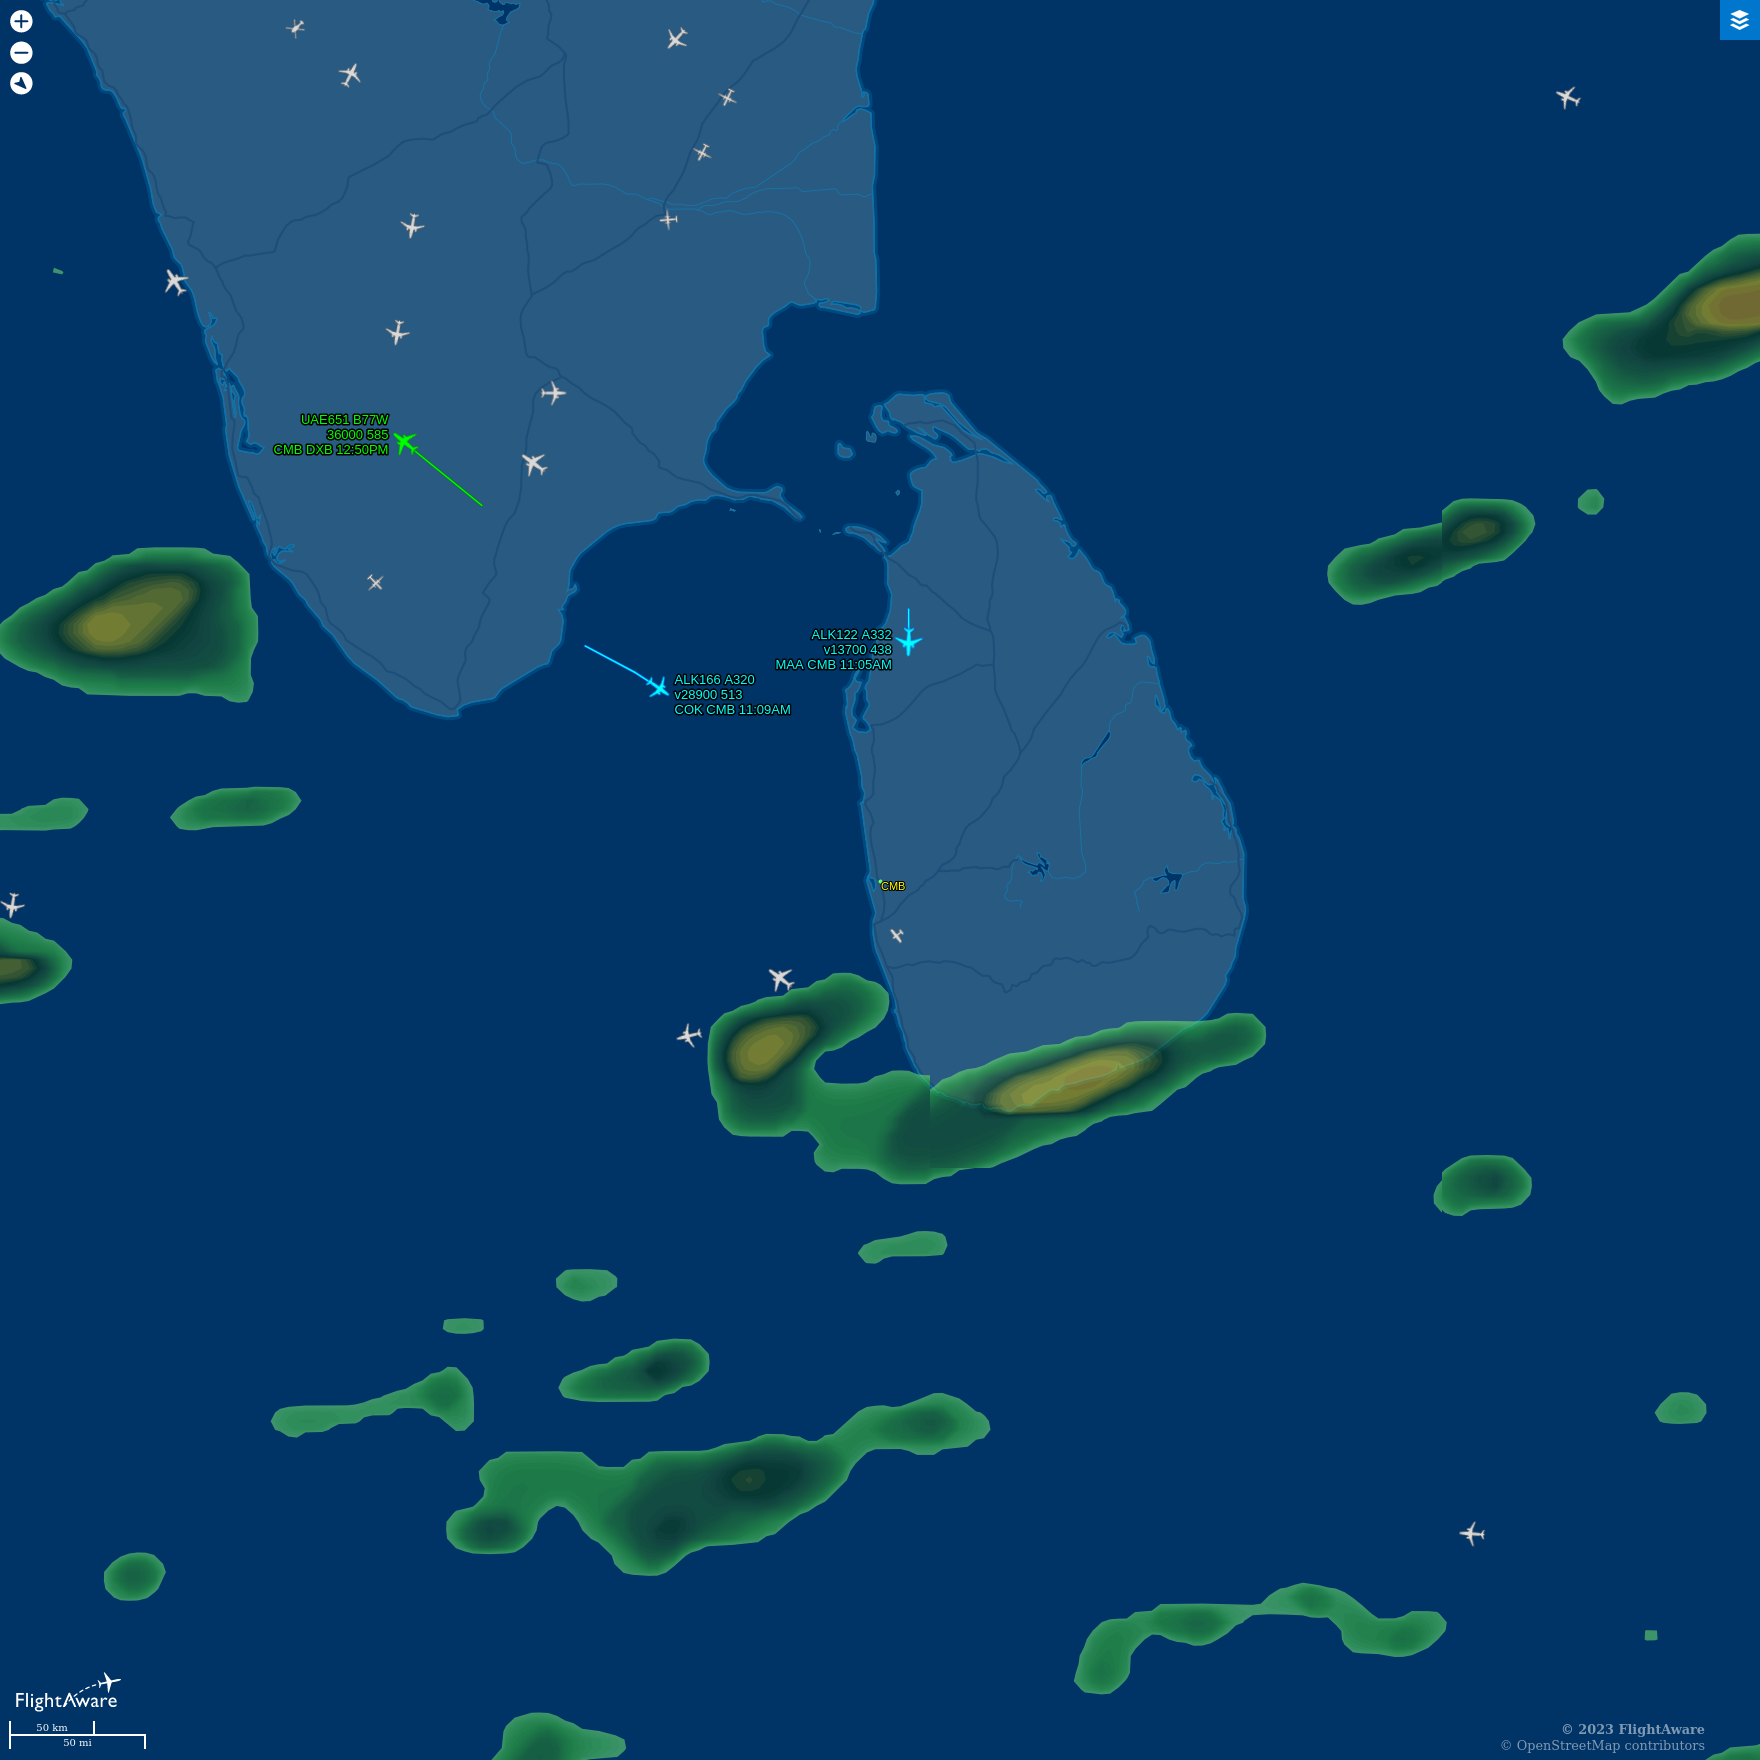 UAE651 B77W
36000 585
CMB DXB 12:50PM
ALK122 A332
v13700 438
MAA CMB 11:05AM
ALK166 A320
v28900 513
COK CMB 11:09AM
CMB
FlightAware
50 km
50 mi
© 2023 FlightAware
© OpenStreetMap contributors